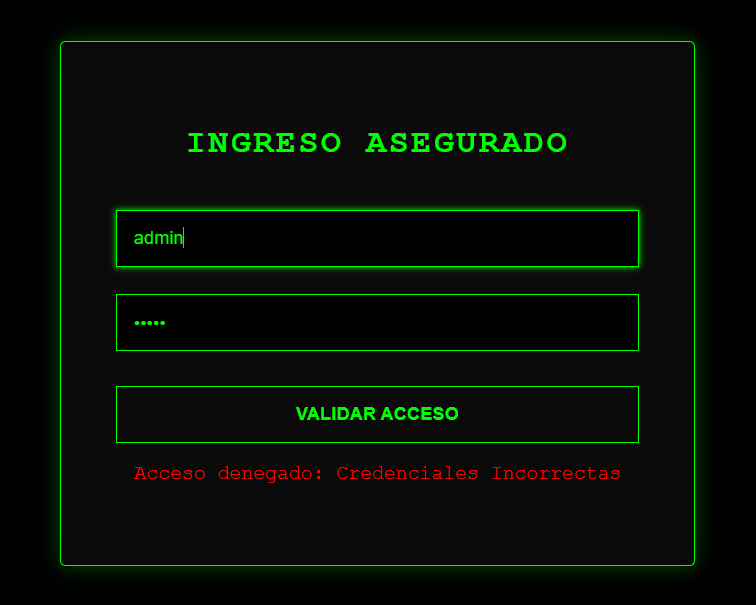 INGRESO ASEGURADO
admin
•••••
VALIDAR ACCESO
Acceso denegado: Credenciales Incorrectas